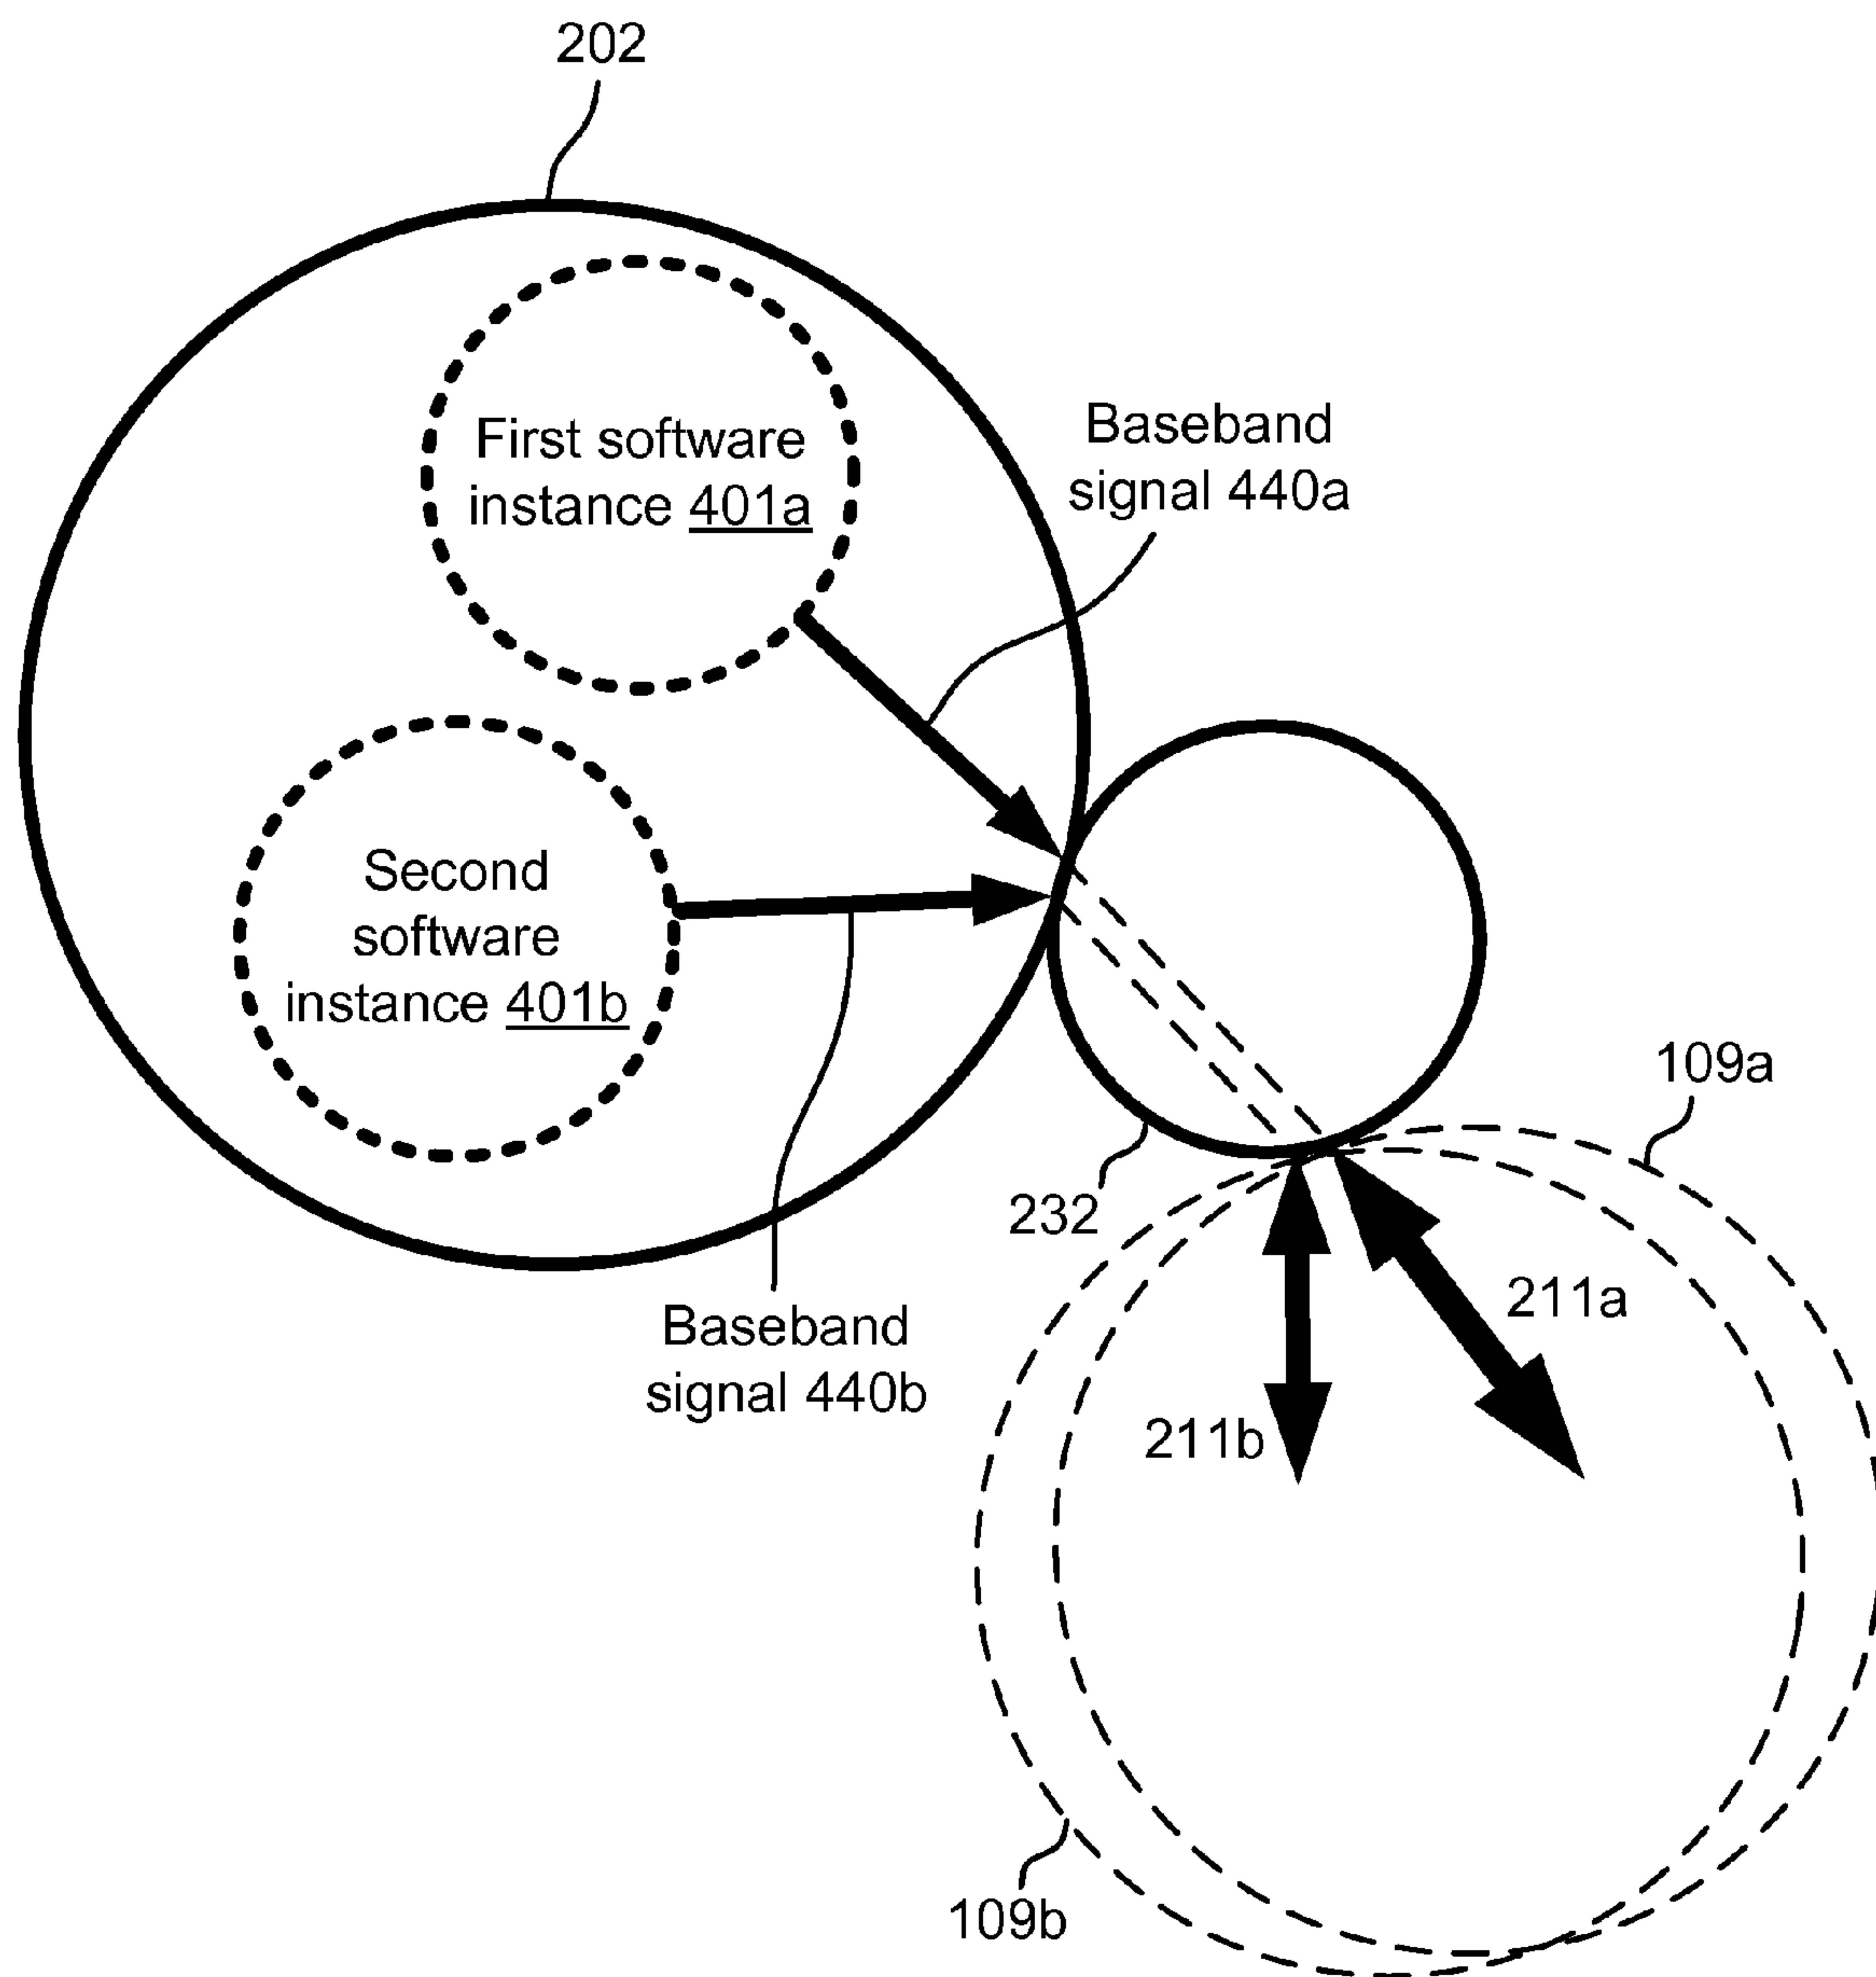 202
First software
instance 401a
Baseband
signal 440a
Second
software
instance 401b
109a
232
211a
Baseband
signal 440b
211b
109b